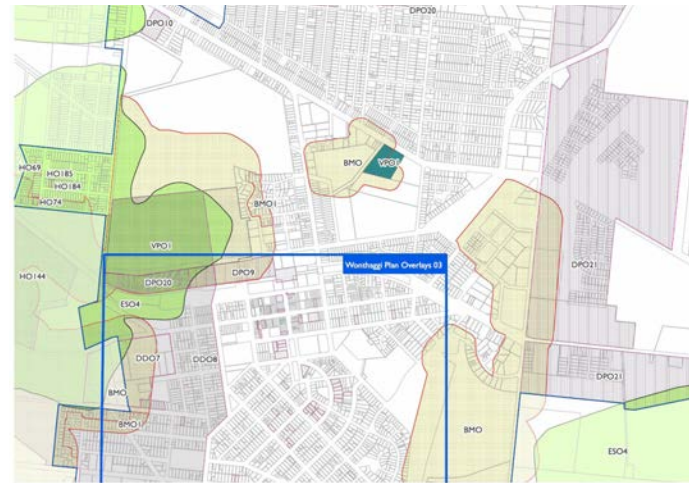 DPO10
DPO20
HO69
HO185
HO184
HO74
BMO
VPO1
BMO1
VPO1
DPO21
Wonthaggi Plan Overlays 03
DPO9
DPO20
HO144
ESO4
DDO7
DDO8
DPO21
BMO
BMO1
BMO
ESO4